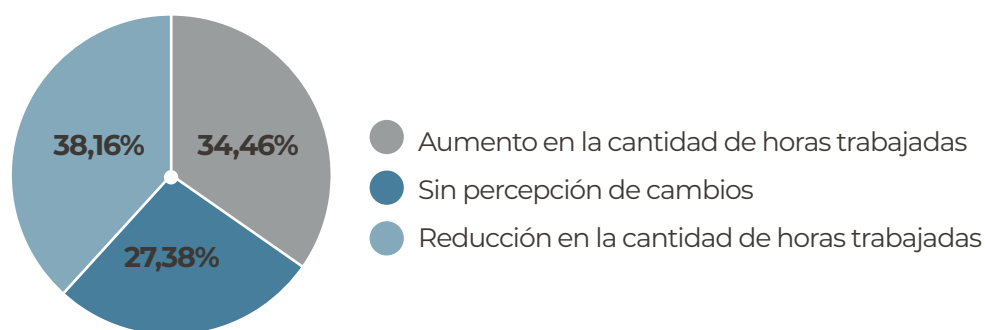 38,16%
34,46%
27,38%
Aumento en la cantidad de horas trabajadas
Sin percepción de cambios
Reducción en la cantidad de horas trabajadas